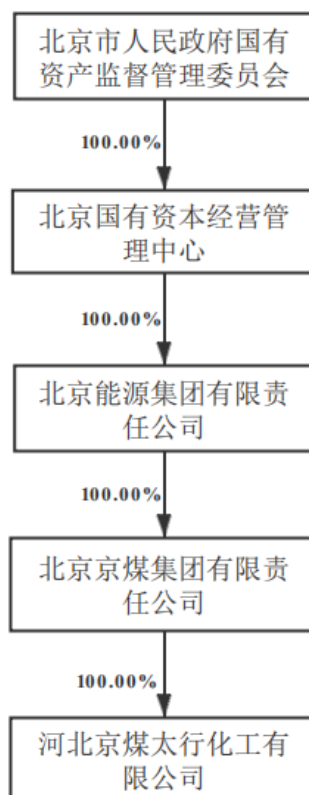 北京市人民政府国有
资产监督管理委员会
100.00%
北京国有资本经营管
理中心
100.00%
北京能源集团有限责
任公司
100.00%
北京京煤集团有限责
任公司
100.00%
河北京煤太行化工有
限公司